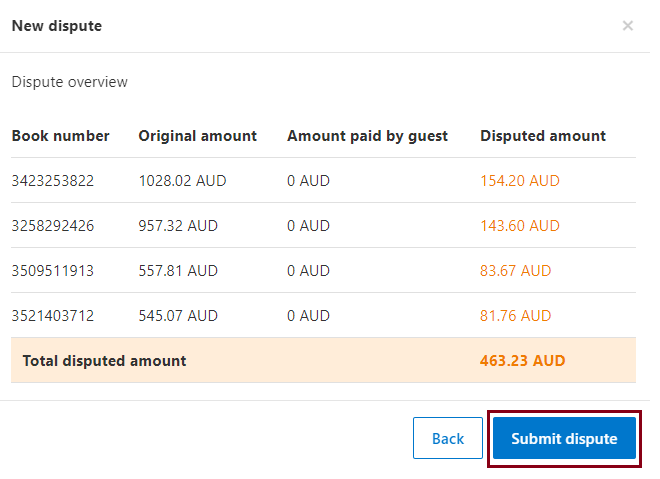 New dispute ×
Dispute overview
Book number Original amount Amount paid by guest Disputed amount
3423253822 1028.02 AUD 0 AUD 154.20 AUD
3258292426 957.32 AUD 0 AUD 143.60 AUD
3509511913 557.81 AUD 0 AUD 83.67 AUD
3521403712 545.07 AUD 0 AUD 81.76 AUD
Total disputed amount 463.23 AUD
Back Submit dispute